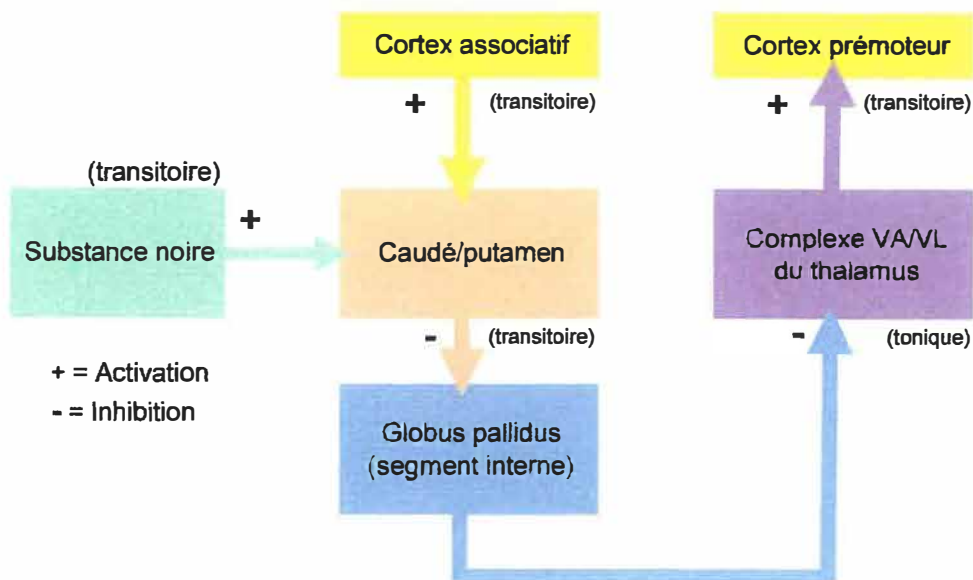 Cortex associatif
Cortex prémoteur
+ (transitoire)
+ (transitoire)
(transitoire)
+
Substance noire
Caudé/putamen
Complexe VA/VL
du thalamus
- (transitoire)
- (tonique)
+ = Activation
- = Inhibition
Globus pallidus
(segment interne)